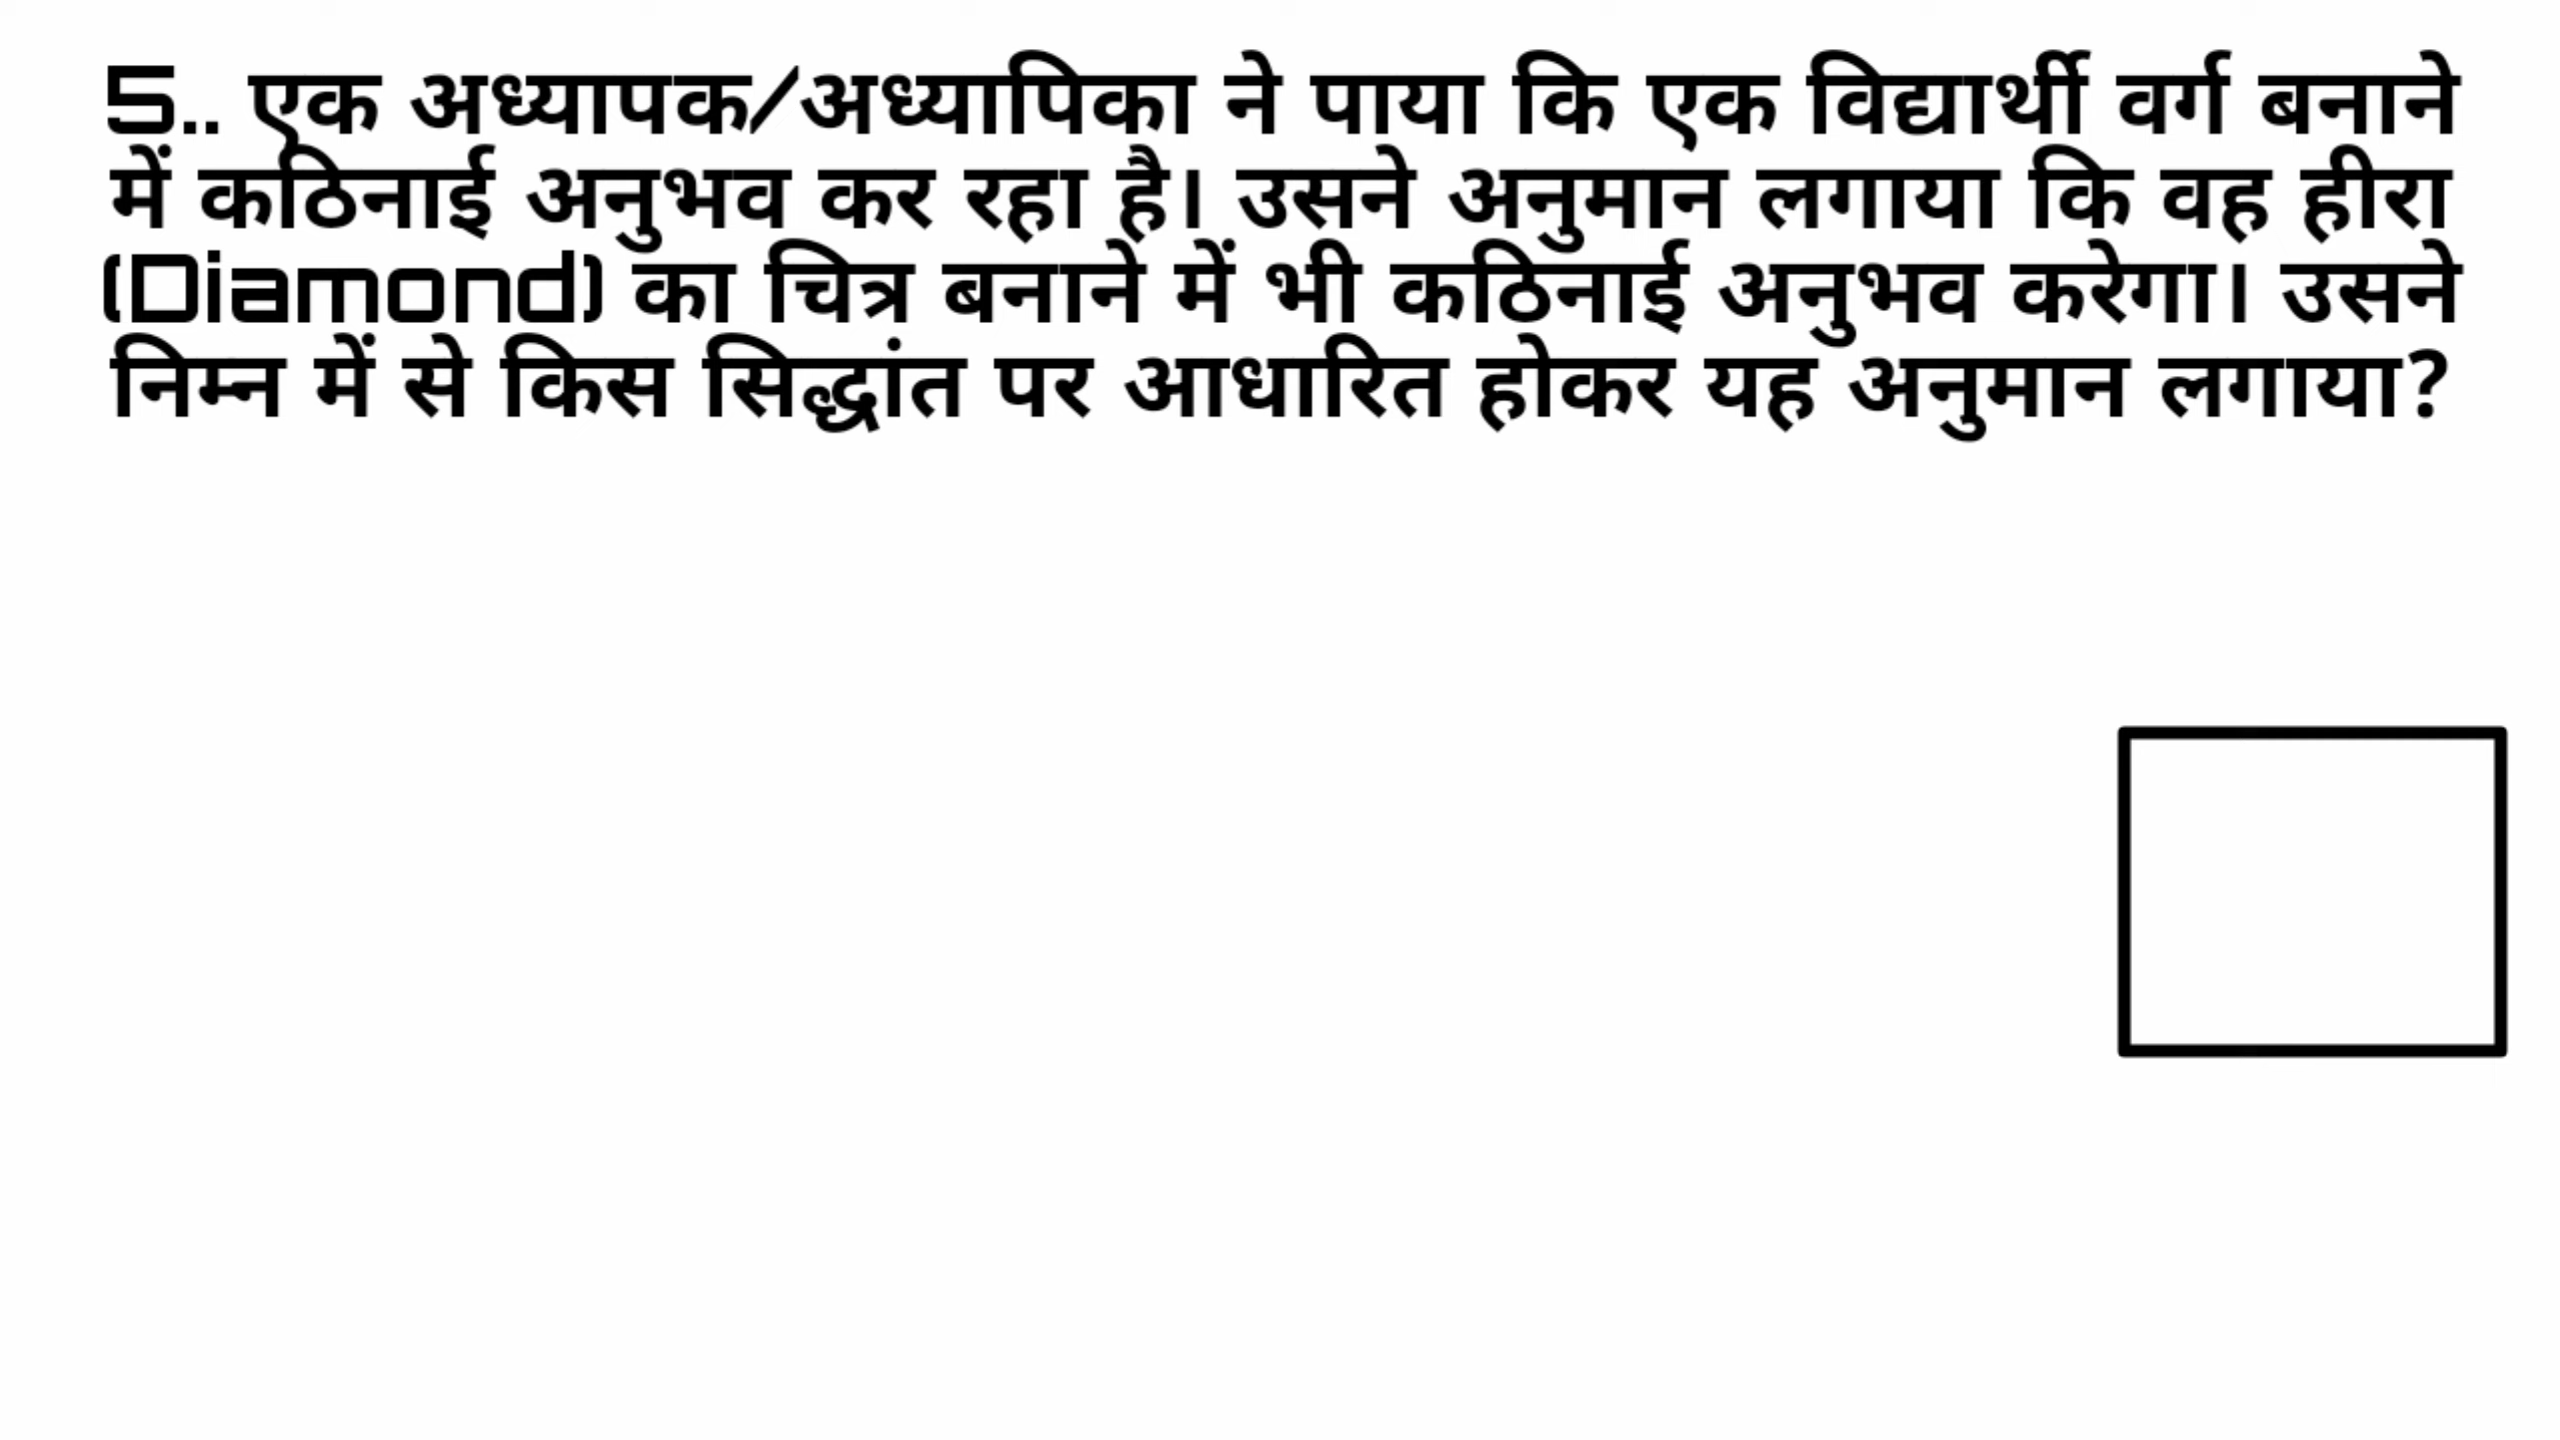 5.. एक अध्यापक/अध्यापिका ने पाया कि एक विद्यार्थी वर्ग बनाने
में कठिनाई अनुभव कर रहा है। उसने अनुमान लगाया कि वह हीरा
(Diamond) का चित्र बनाने में भी कठिनाई अनुभव करेगा। उसने
निम्न में से किस सिद्धांत पर आधारित होकर यह अनुमान लगाया?